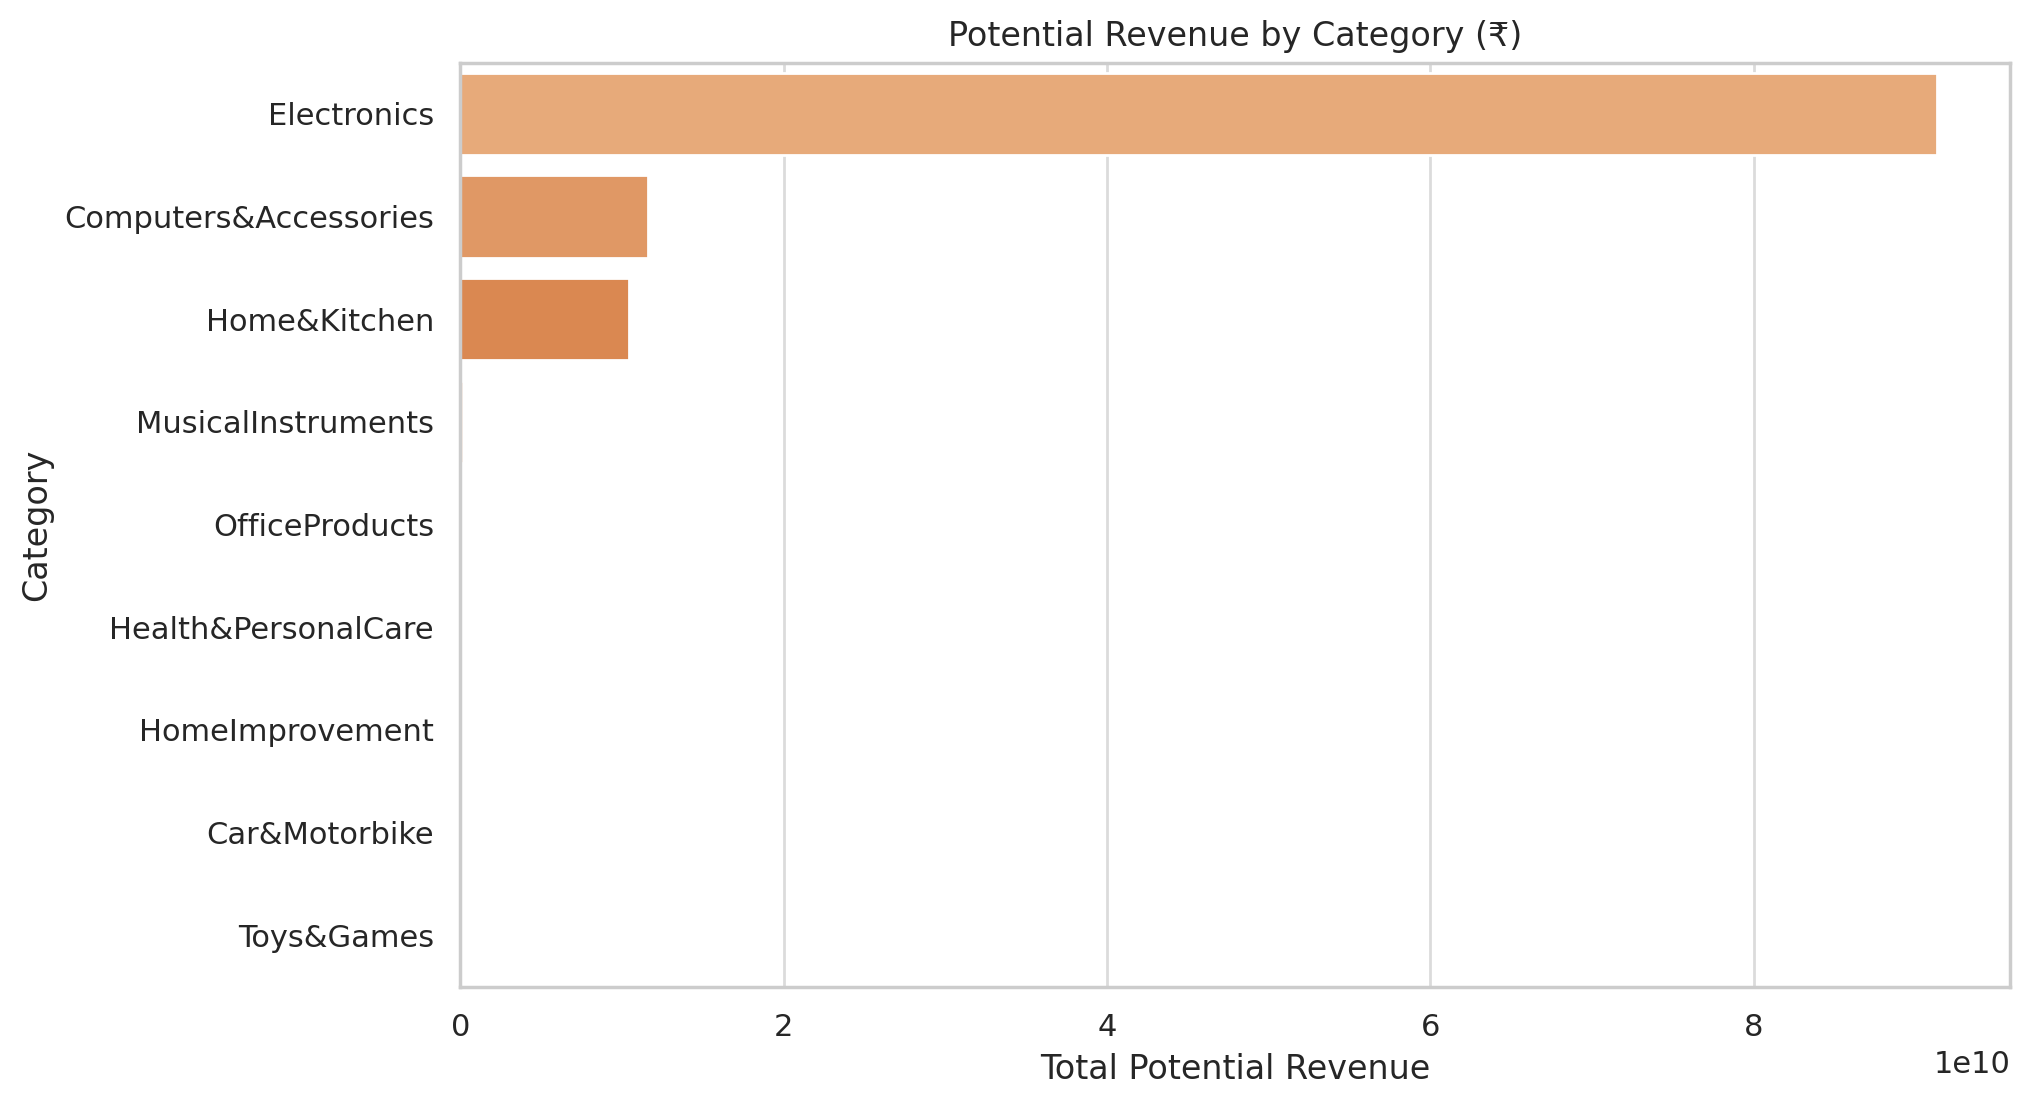 Potential Revenue by Category (₹)
Electronics
Computers&Accessories
Home&Kitchen
MusicalInstruments
OfficeProducts
Health&PersonalCare
HomeImprovement
Car&Motorbike
Toys&Games
Category
0 2 4 6 8
1e10
Total Potential Revenue